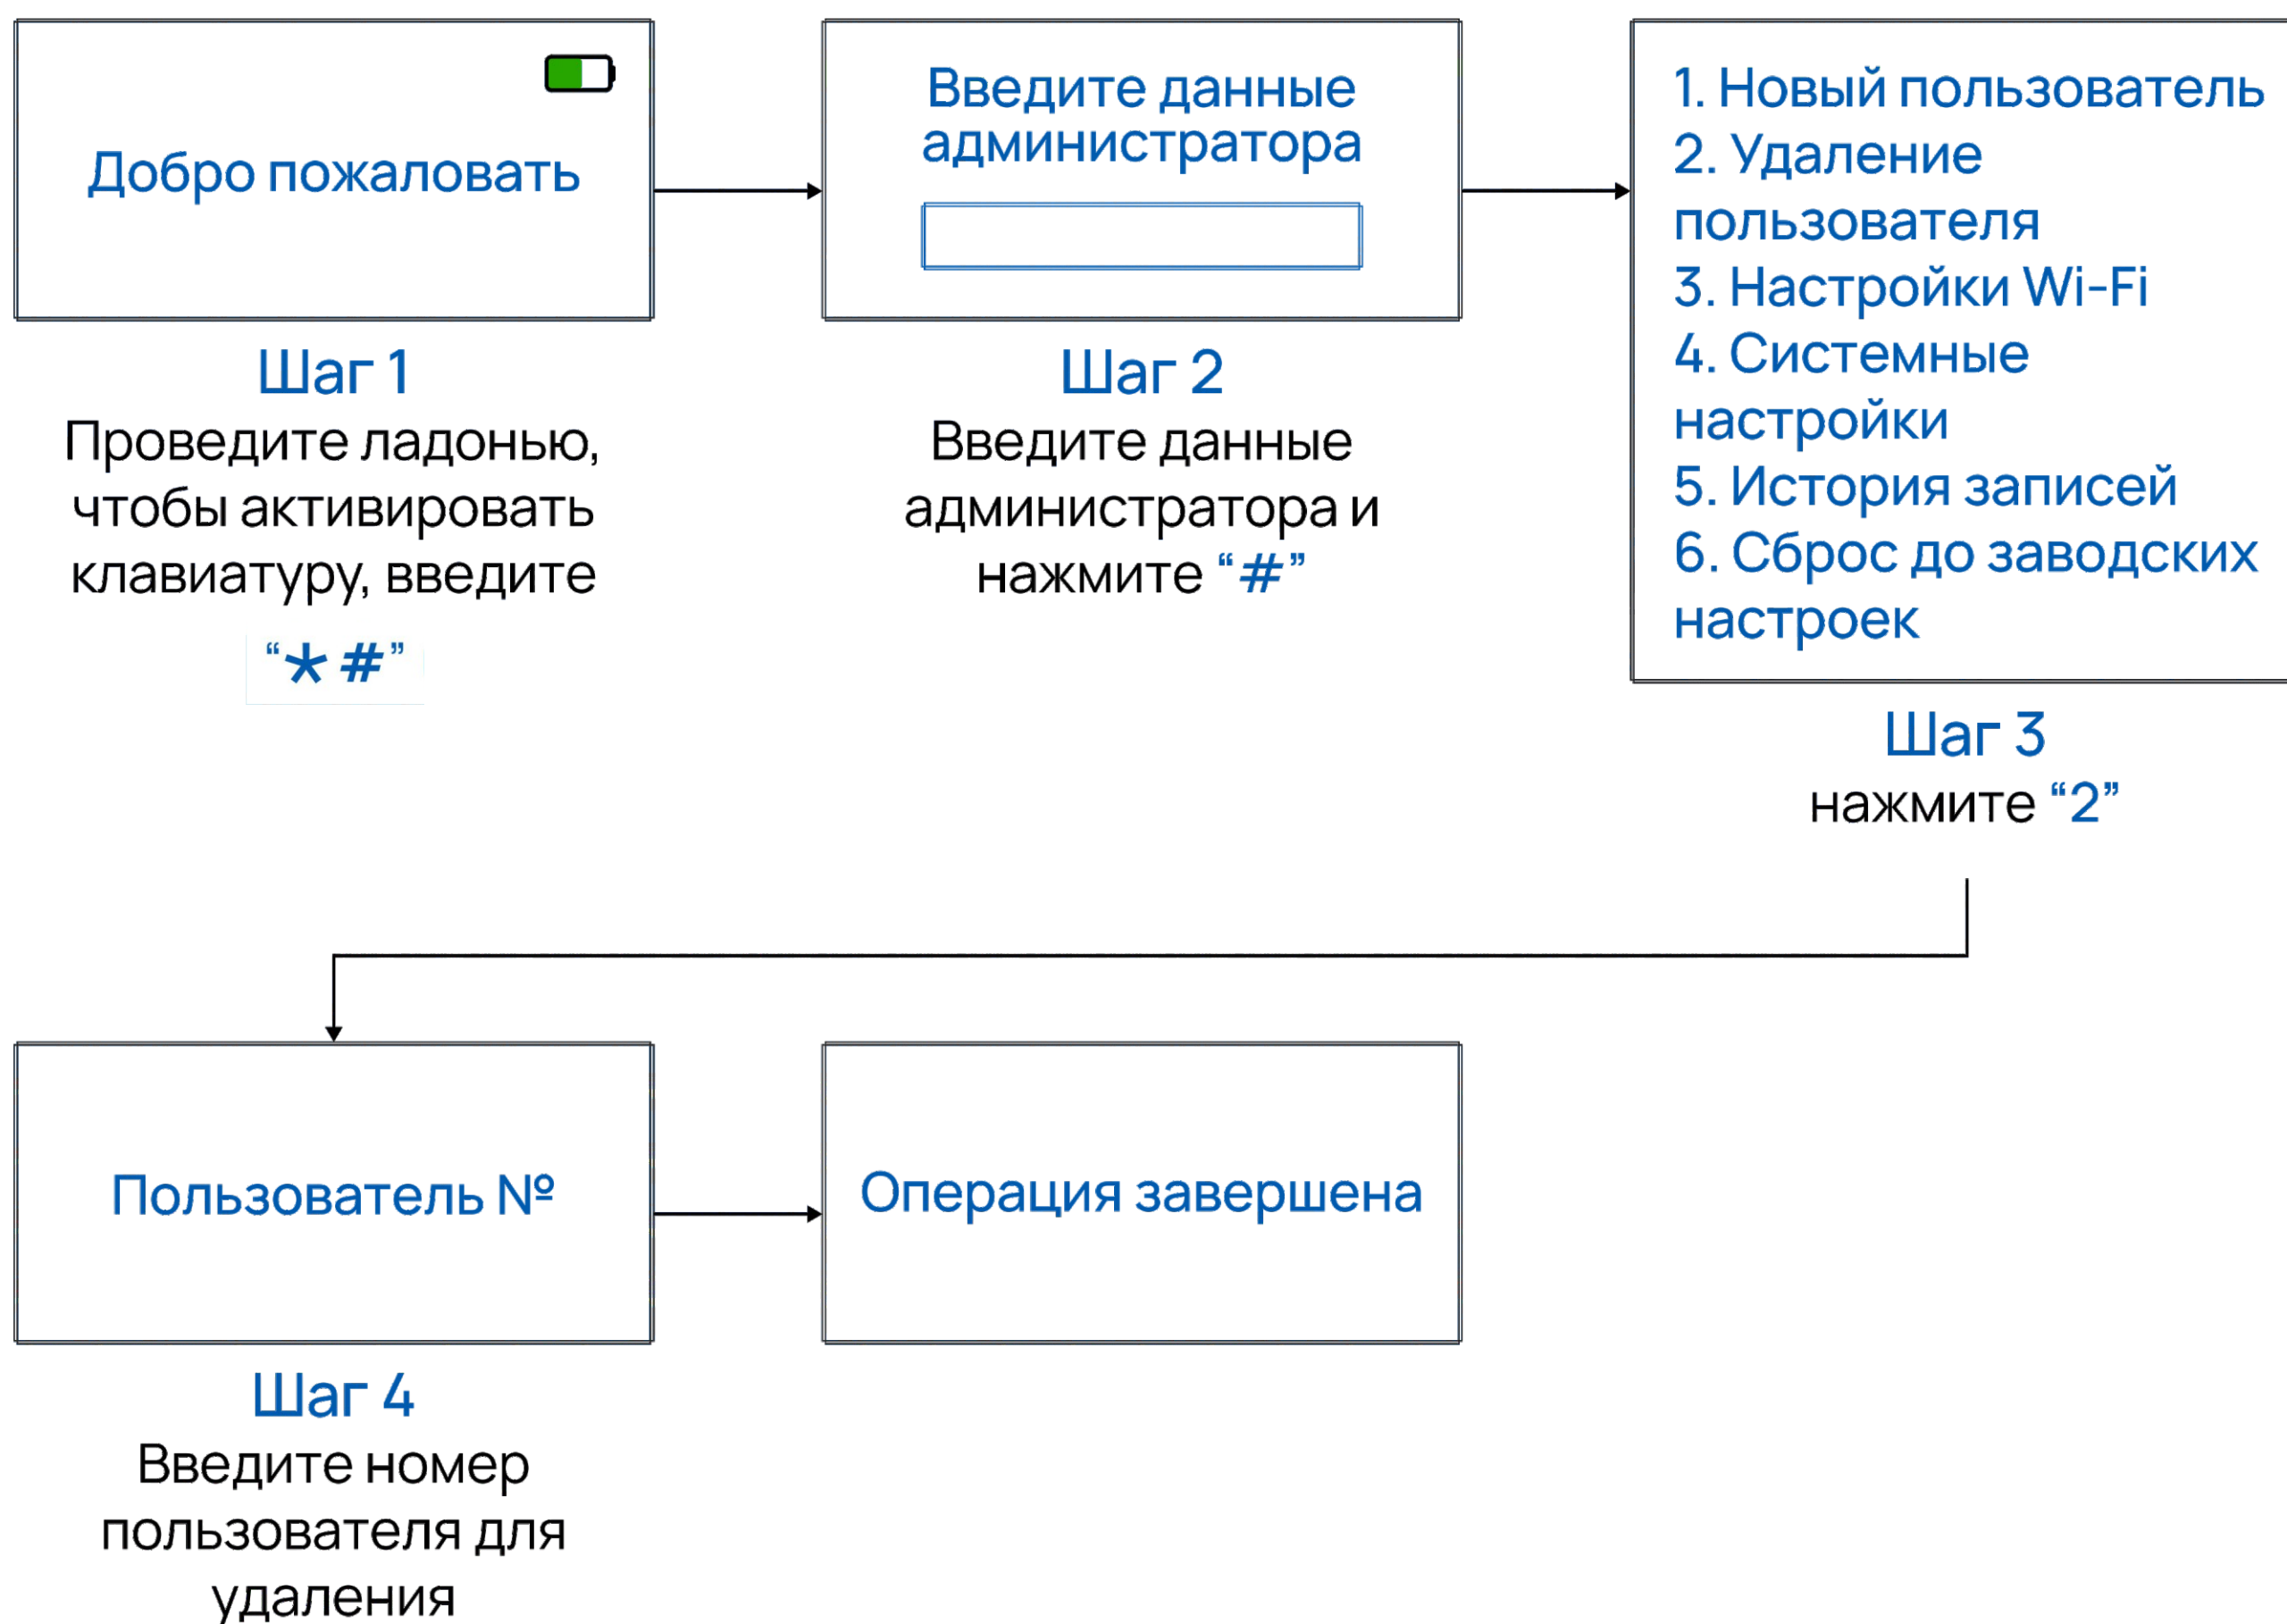 Добро пожаловать
Шаг 1
Проведите ладонью,
чтобы активировать
клавиатуру, введите
“*#”
Введите данные
администратора
Шаг 2
Введите данные
администратора и
нажмите “#”
1. Новый пользователь
2. Удаление
пользователя
3. Настройки Wi-Fi
4. Системные
настройки
5. История записей
6. Сброс до заводских
настроек
Шаг 3
нажмите “2”
Пользователь №
Шаг 4
Введите номер
пользователя для
удаления
Операция завершена